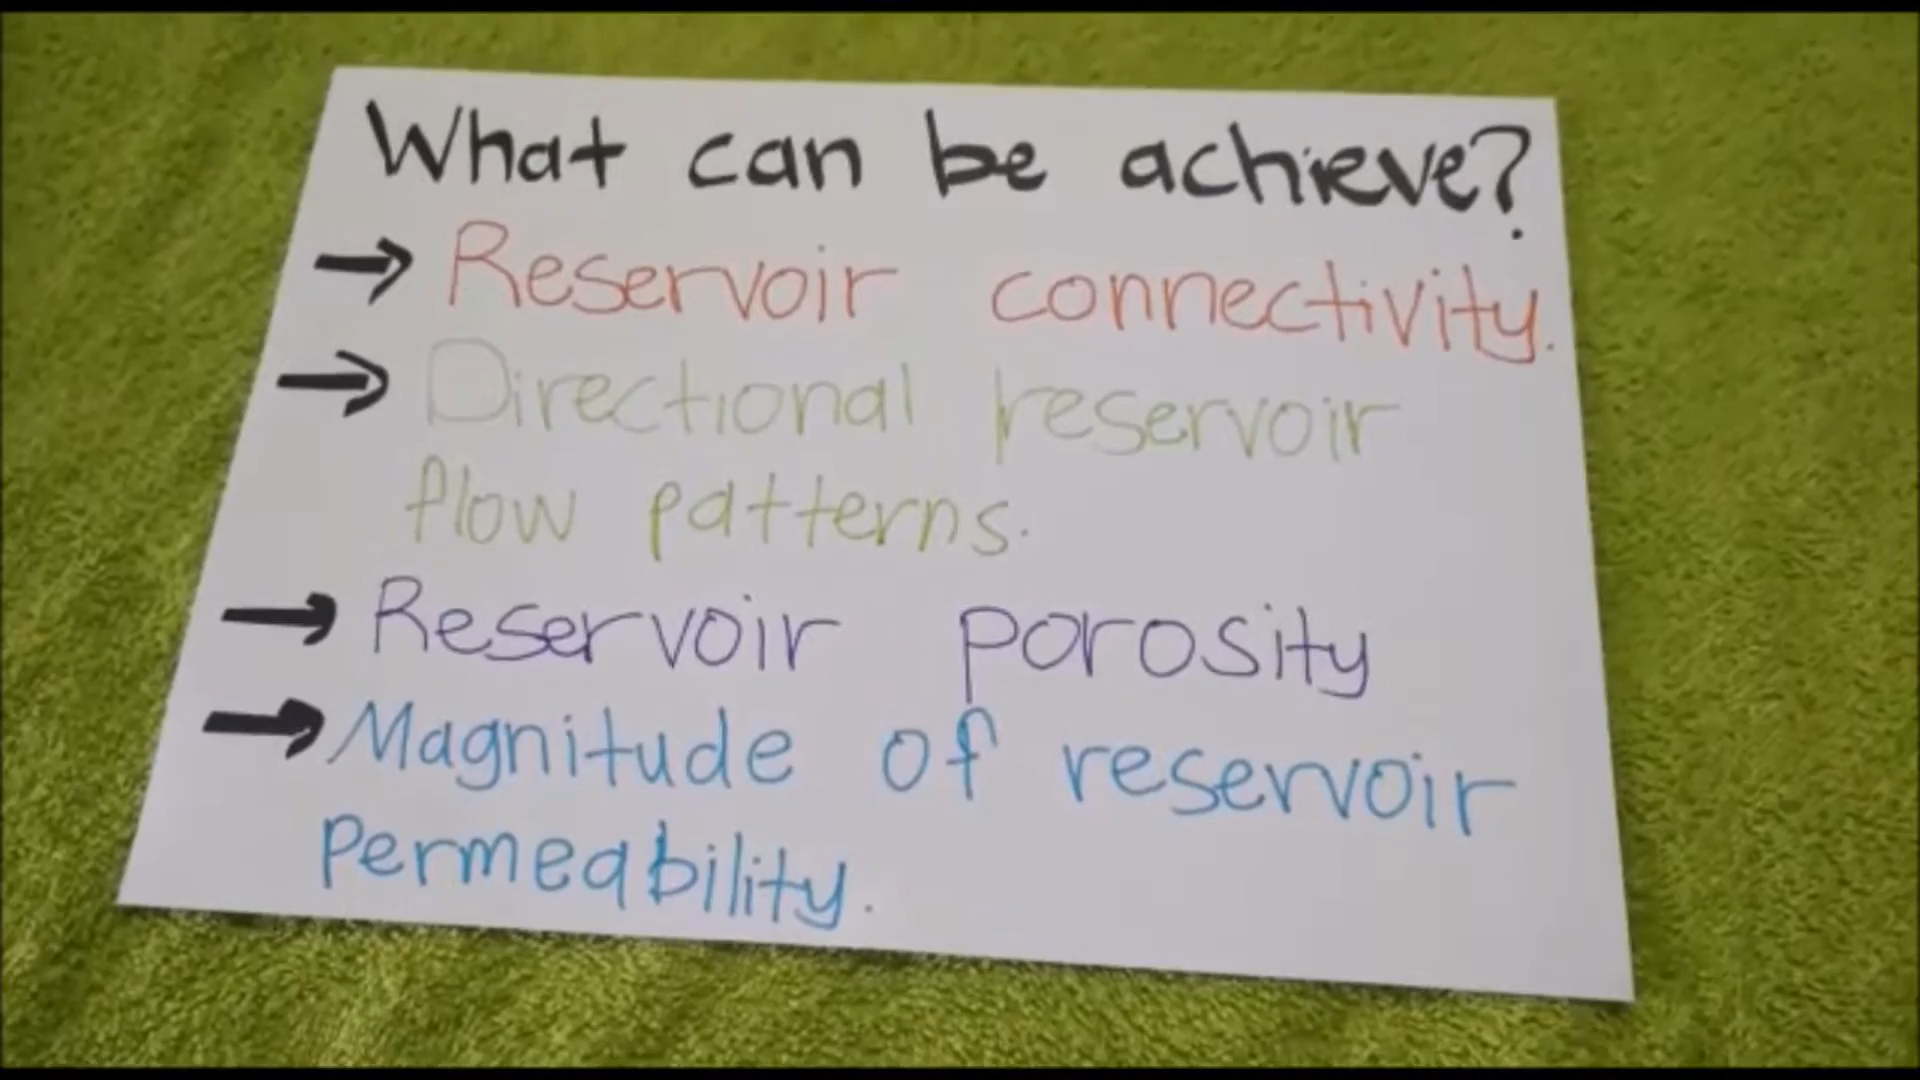 What can be achieve?
→ Reservoir connectivity.
→ Directional reservoir
flow patterns.
→ Reservoir porosity
→ Magnitude of reservoir
permeability.